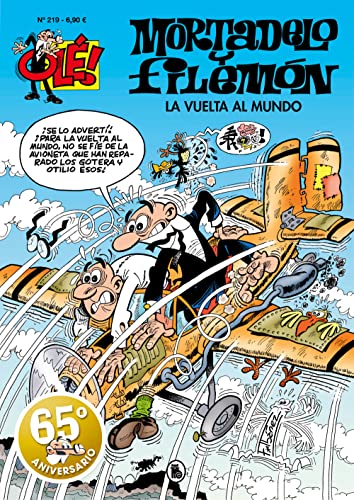 Nº 219 - 6,90 €
OLÉ!
MORTADELO
Y
FILEMÓN
LA VUELTA AL MUNDO
¡SE LO ADVERTÍ!
¡PARA LA VUELTA AL
MUNDO, NO SE FÍE DE LA
AVIONETA QUE HAN REPA-
RADO LOS GOTERA Y
OTILIO ESOS!
65º
ANIVERSARIO
B